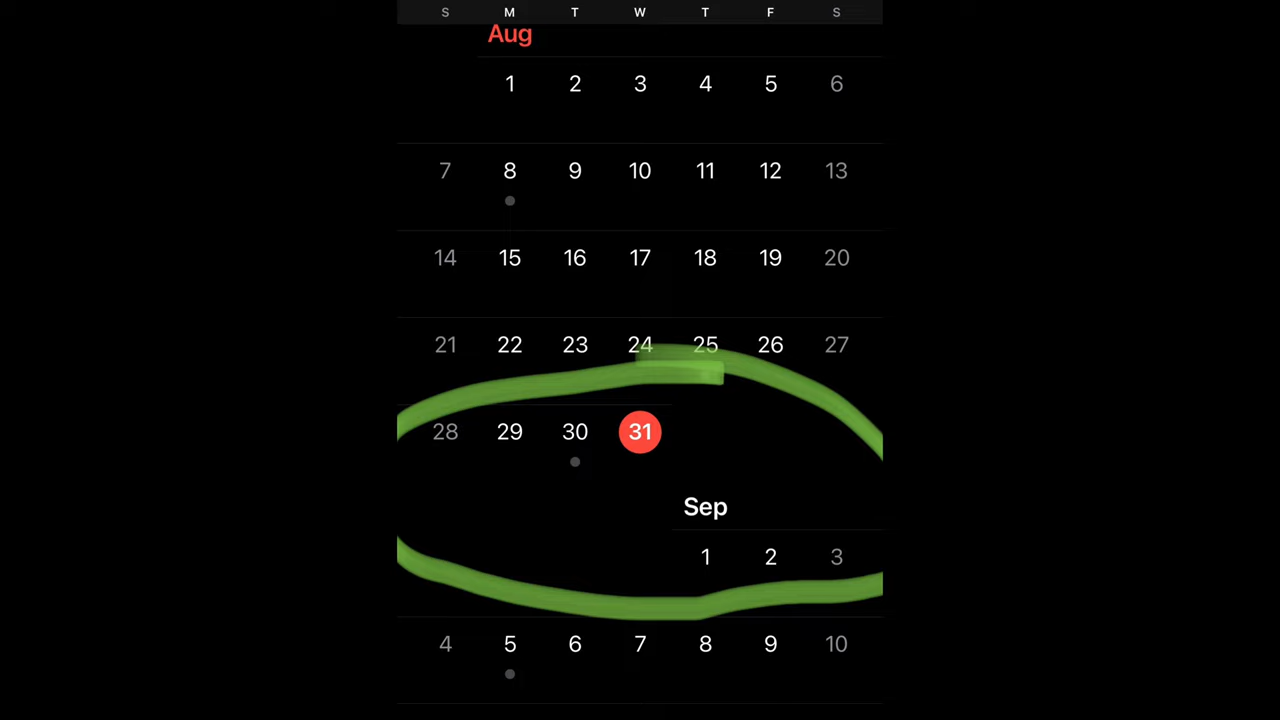 S M T W T F S
Aug
1 2 3 4 5 6
7 8 9 10 11 12 13
14 15 16 17 18 19 20
21 22 23 24 25 26 27
28 29 30 31
Sep
1 2 3
4 5 6 7 8 9 10